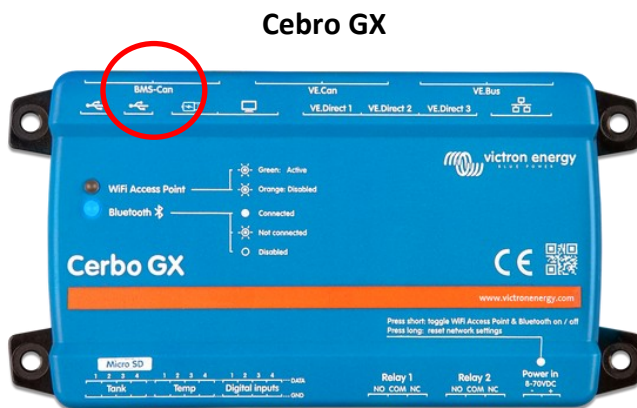 Cebro GX
BMS-Can VE.Can VE.Bus
VE.Direct 1 VE.Direct 2 VE.Direct 3
victron energy
BLUE POWER
Green: Active
WiFi Access Point
Orange: Disabled
Bluetooth
Connected
Not connected
Disabled
Cerbo GX
CE
www.victronenergy.com
Press short: toggle WiFi Access Point & Bluetooth on / off
Press long: reset network settings
Micro SD
1 2 3 4 1 2 3 4 1 2 3 4 DATA
GND
Tank Temp Digital inputs
Relay 1 Relay 2 Power in
NO COM NC NO COM NC 8-70VDC
- +